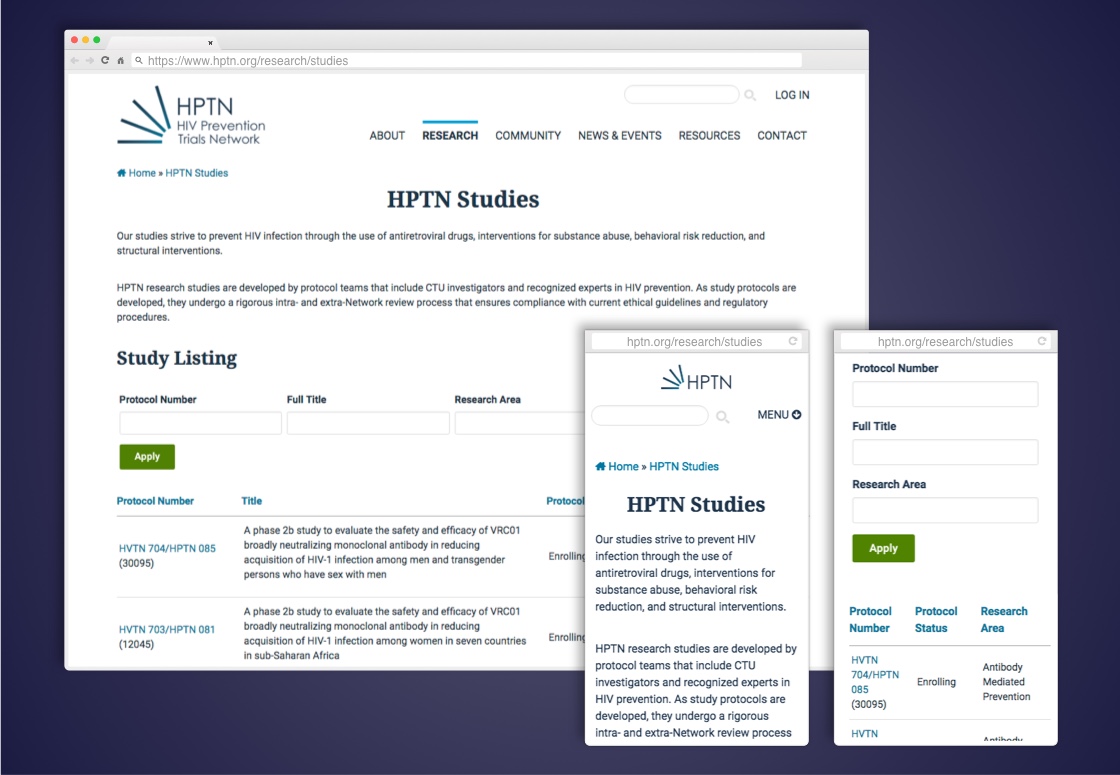 https://www.hptn.org/research/studies
HPTN
HIV Prevention
Trials Network
LOG IN
ABOUT RESEARCH COMMUNITY NEWS & EVENTS RESOURCES CONTACT
Home » HPTN Studies
HPTN Studies
Our studies strive to prevent HIV infection through the use of antiretroviral drugs, interventions for substance abuse, behavioral risk reduction, and
structural interventions.
HPTN research studies are developed by protocol teams that include CTU investigators and recognized experts in HIV prevention. As study protocols are
developed, they undergo a rigorous intra- and extra-Network review process that ensures compliance with current ethical guidelines and regulatory
procedures.
Study Listing
Protocol Number Full Title Research Area
Apply
Protocol Number Title Protocol
HVTN 704/HPTN 085
(30095)
A phase 2b study to evaluate the safety and efficacy of VRC01
broadly neutralizing monoclonal antibody in reducing
acquisition of HIV-1 infection among men and transgender
persons who have sex with men
Enrolling
HVTN 703/HPTN 081
(12045)
A phase 2b study to evaluate the safety and efficacy of VRC01
broadly neutralizing monoclonal antibody in reducing
acquisition of HIV-1 infection among women in seven countries
in sub-Saharan Africa
Enrolling
hptn.org/research/studies
HPTN
MENU
Home » HPTN Studies
HPTN Studies
Our studies strive to prevent HIV
infection through the use of
antiretroviral drugs, interventions for
substance abuse, behavioral risk
reduction, and structural interventions.
HPTN research studies are developed by
protocol teams that include CTU
investigators and recognized experts in
HIV prevention. As study protocols are
developed, they undergo a rigorous
intra- and extra-Network review process
hptn.org/research/studies
Protocol Number
Full Title
Research Area
Apply
Protocol Number
Protocol Status
Research Area
HVTN
704/HPTN
085
(30095)
Enrolling
Antibody
Mediated
Prevention
HVTN
Antibody